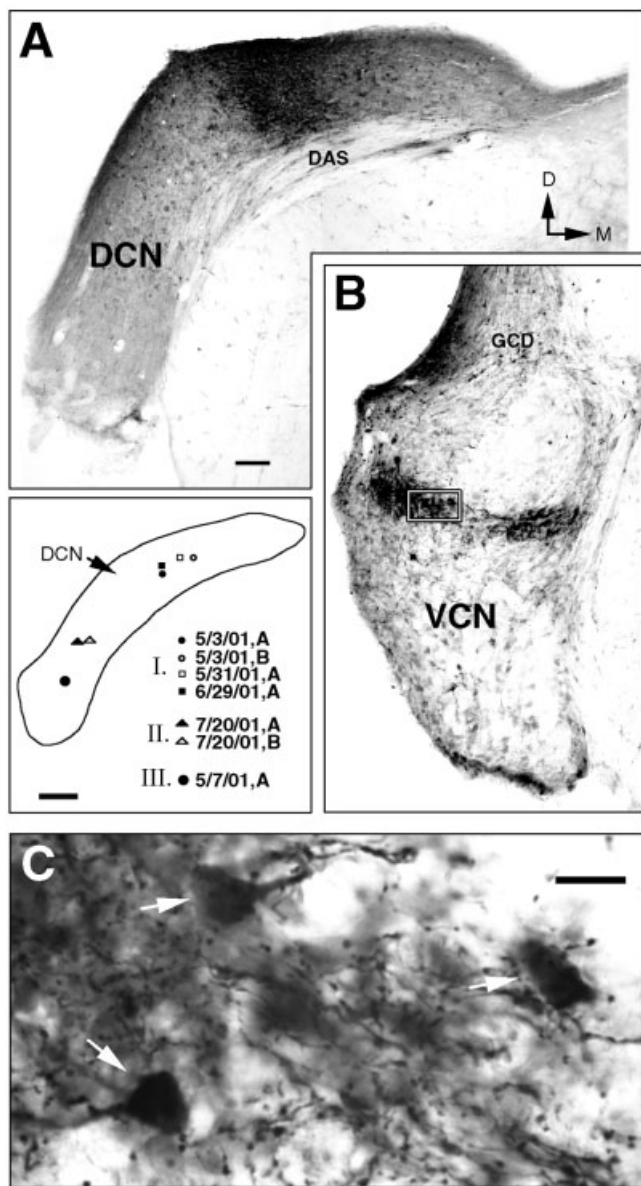 A
DAS
D
M
DCN
B
GCD
VCN
DCN
I.
5/3/01,A
5/3/01,B
5/31/01,A
6/29/01,A
II.
7/20/01,A
7/20/01,B
III.
5/7/01,A
C